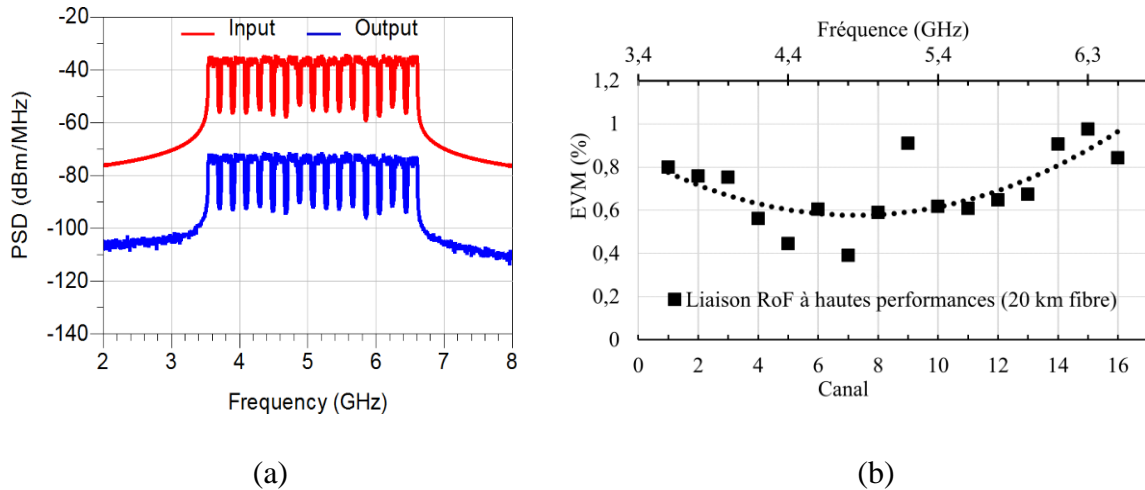 Input Output
PSD (dBm/MHz)
-20
-40
-60
-80
-100
-120
-140
2 3 4 5 6 7 8
Frequency (GHz)
(a)
Fréquence (GHz)
3,4 4,4 5,4 6,3
EVM (%)
1,2
1
0,8
0,6
0,4
0,2
0
Liaison RoF à hautes performances (20 km fibre)
0 2 4 6 8 10 12 14 16
Canal
(b)